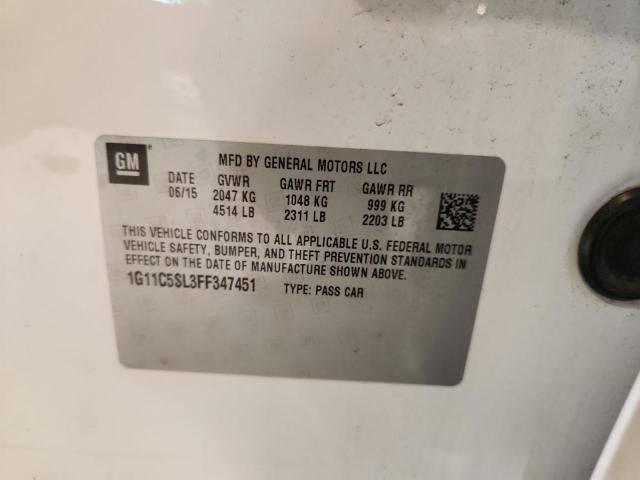 GM
MFD BY GENERAL MOTORS LLC
DATE GVWR GAWR FRT GAWR RR
06/15 2047 KG 1048 KG 999 KG
4514 LB 2311 LB 2203 LB
THIS VEHICLE CONFORMS TO ALL APPLICABLE U.S. FEDERAL MOTOR
VEHICLE SAFETY, BUMPER, AND THEFT PREVENTION STANDARDS IN
EFFECT ON THE DATE OF MANUFACTURE SHOWN ABOVE.
1G11C5SL3FF347451 TYPE: PASS CAR